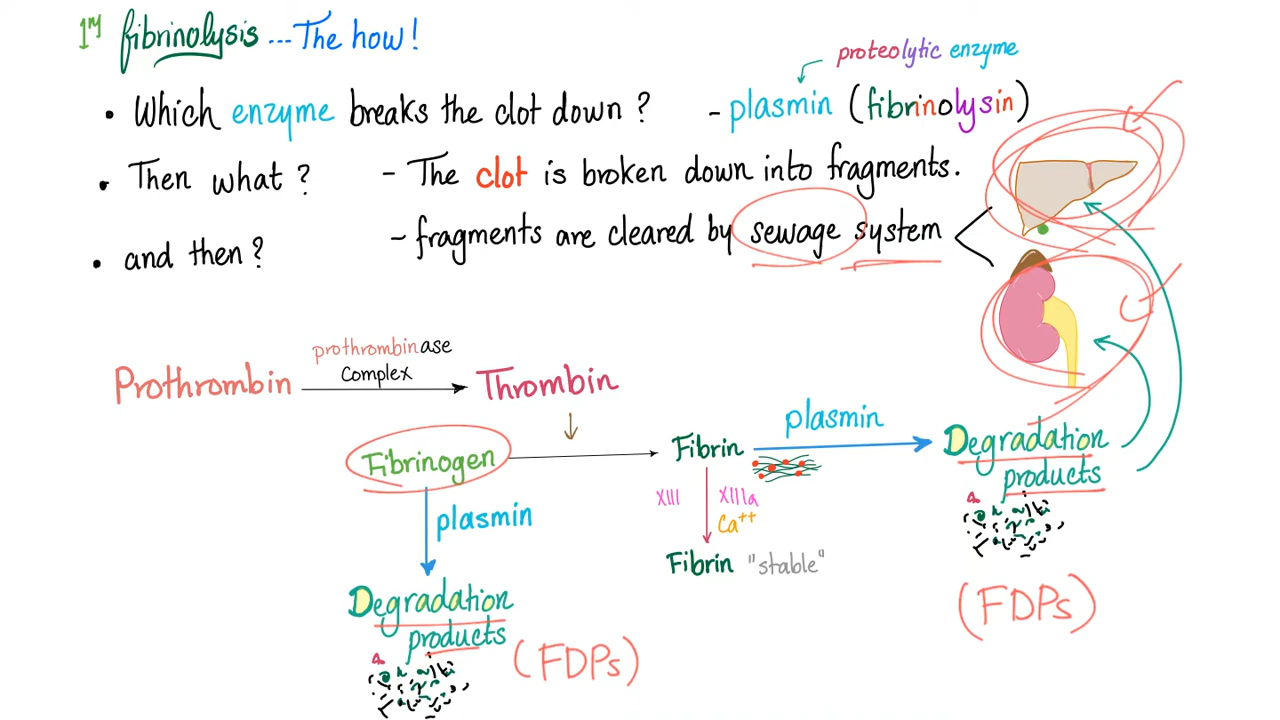 1ry fibrinolysis ... The how!
proteolytic enzyme
• Which enzyme breaks the clot down? - plasmin (fibrinolysin)
• Then what? - The clot is broken down into fragments.
- fragments are cleared by sewage system
• and then?
prothrombinase
Complex
Prothrombin Thrombin
plasmin
Fibrinogen Fibrin Degradation
products
XIII XIIIa
Ca++
plasmin
Fibrin "stable"
Degradation
products
(FDPs)
(FDPs)